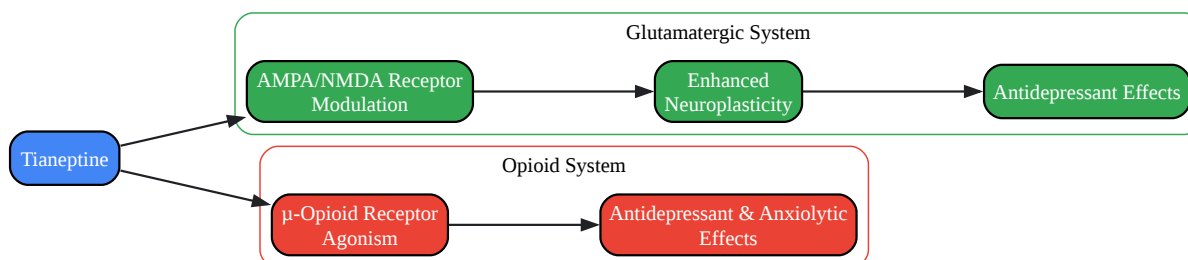 Glutamatergic System
AMPA/NMDA Receptor
Modulation
Enhanced
Neuroplasticity
Antidepressant Effects
Tianeptine
Opioid System
µ-Opioid Receptor
Agonism
Antidepressant & Anxiolytic
Effects